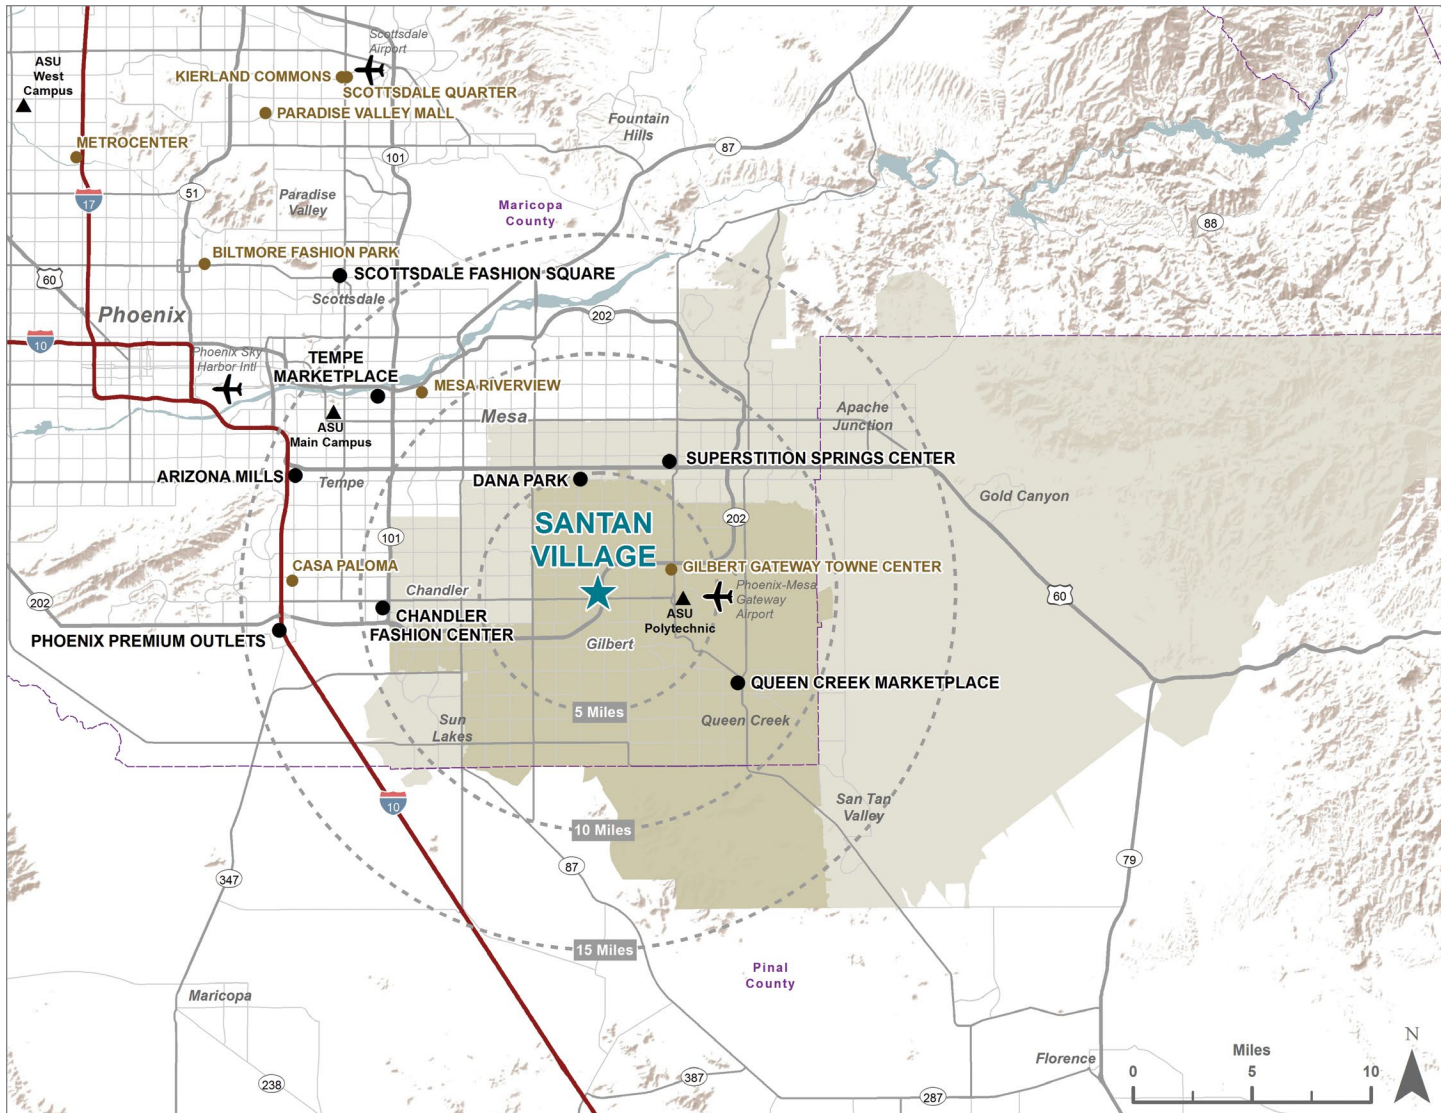 Scottsdale
Airport
ASU
West
Campus
KIERLAND COMMONS
SCOTTSDALE QUARTER
PARADISE VALLEY MALL
Fountain
Hills
METROCENTER
87
101
51
17
Paradise
Valley
Maricopa
County
88
BILTMORE FASHION PARK
SCOTTSDALE FASHION SQUARE
60
Scottsdale
Phoenix
202
10
Phoenix Sky
Harbor Intl
TEMPE
MARKETPLACE
MESA RIVERVIEW
Mesa
ASU
Main Campus
Apache
Junction
SUPERSTITION SPRINGS CENTER
ARIZONA MILLS
Tempe
DANA PARK
Gold Canyon
SANTAN
VILLAGE
202
101
CASA PALOMA
GILBERT GATEWAY TOWNE CENTER
Phoenix-Mesa
Gateway
Airport
Chandler
202
60
CHANDLER
FASHION CENTER
ASU
Polytechnic
PHOENIX PREMIUM OUTLETS
Gilbert
QUEEN CREEK MARKETPLACE
5 Miles
Sun
Lakes
Queen Creek
10
San Tan
Valley
10 Miles
87
79
347
15 Miles
Pinal
County
Maricopa
N
Miles
Florence
0
5
10
387
238
287